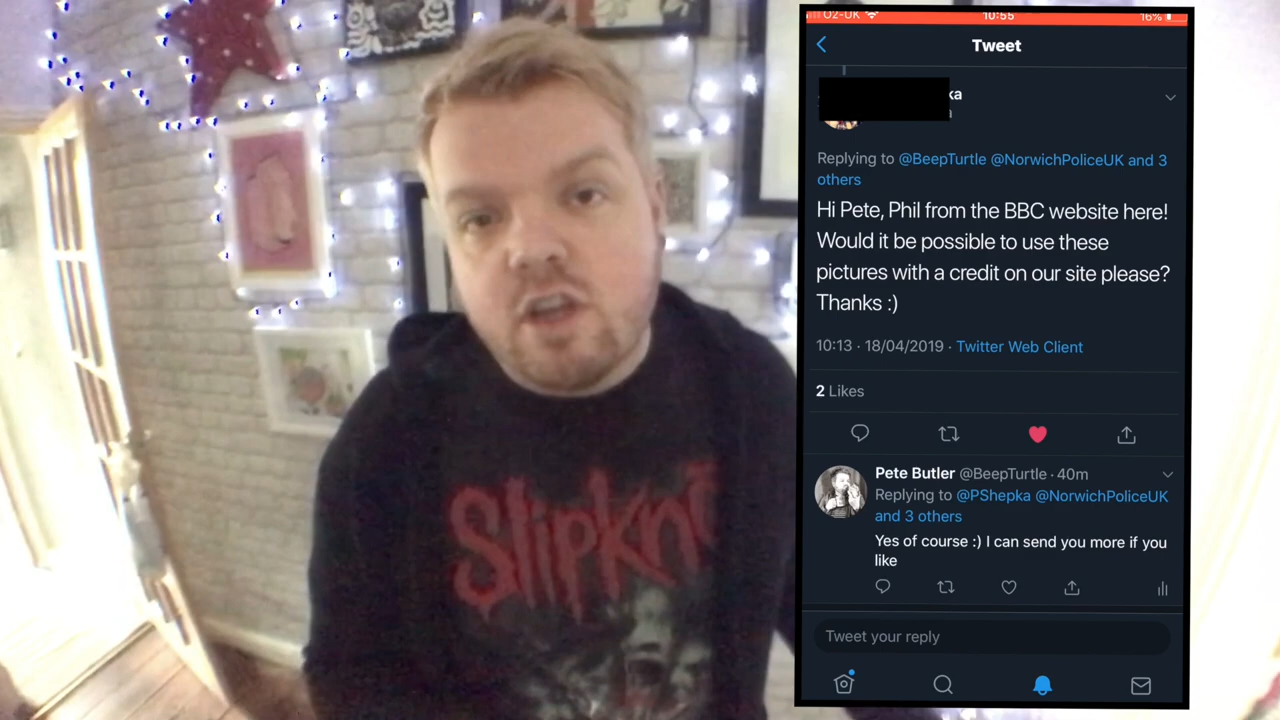 O2-UK 10:55 16%
Tweet
ka
Replying to @BeepTurtle @NorwichPoliceUK and 3
others
Hi Pete, Phil from the BBC website here!
Would it be possible to use these
pictures with a credit on our site please?
Thanks :)
10:13 · 18/04/2019 · Twitter Web Client
2 Likes
Pete Butler @BeepTurtle · 40m
Replying to @PShepka @NorwichPoliceUK
and 3 others
Yes of course :) I can send you more if you
like
Tweet your reply
Slipkn